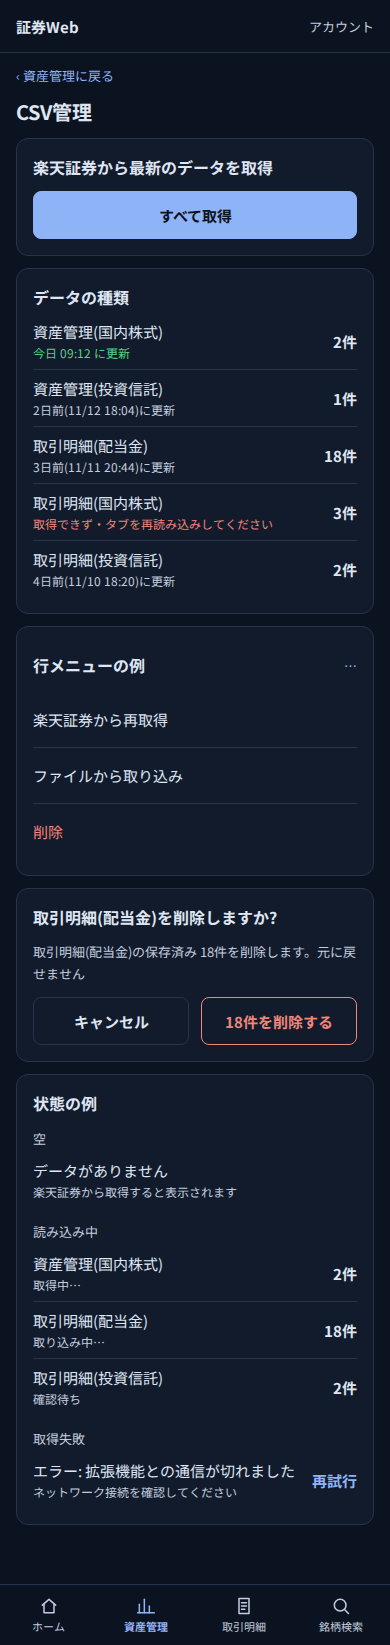 証券Web
アカウント
‹ 資産管理に戻る
CSV管理
楽天証券から最新のデータを取得
すべて取得
データの種類
資産管理(国内株式)
今日 09:12 に更新
2件
資産管理(投資信託)
2日前(11/12 18:04)に更新
1件
取引明細(配当金)
3日前(11/11 20:44)に更新
18件
取引明細(国内株式)
取得できず・タブを再読み込みしてください
3件
取引明細(投資信託)
4日前(11/10 18:20)に更新
2件
行メニューの例
…
楽天証券から再取得
ファイルから取り込み
削除
取引明細(配当金)を削除しますか?
取引明細(配当金)の保存済み 18件を削除します。元に戻
せません
キャンセル
18件を削除する
状態の例
空
データがありません
楽天証券から取得すると表示されます
読み込み中
資産管理(国内株式)
取得中…
2件
取引明細(配当金)
取り込み中…
18件
取引明細(投資信託)
確認待ち
2件
取得失敗
エラー: 拡張機能との通信が切れました
ネットワーク接続を確認してください
再試行
ホーム
資産管理
取引明細
銘柄検索